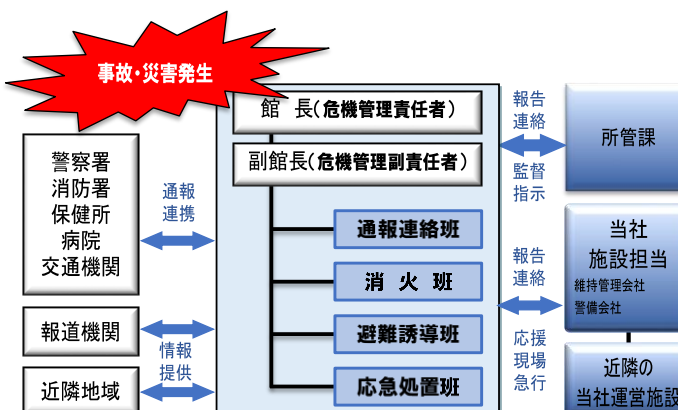 事故・災害発生
館 長（危機管理責任者）
副館長（危機管理副責任者）
通報連絡班
消 火 班
避難誘導班
応急処置班
警察署
消防署
保健所
病院
交通機関
通報
連携
報道機関
情報
提供
近隣地域
報告
連絡
監督
指示
所管課
報告
連絡
応援
現場
急行
当社
施設担当
維持管理会社
警備会社
近隣の
当社運営施設